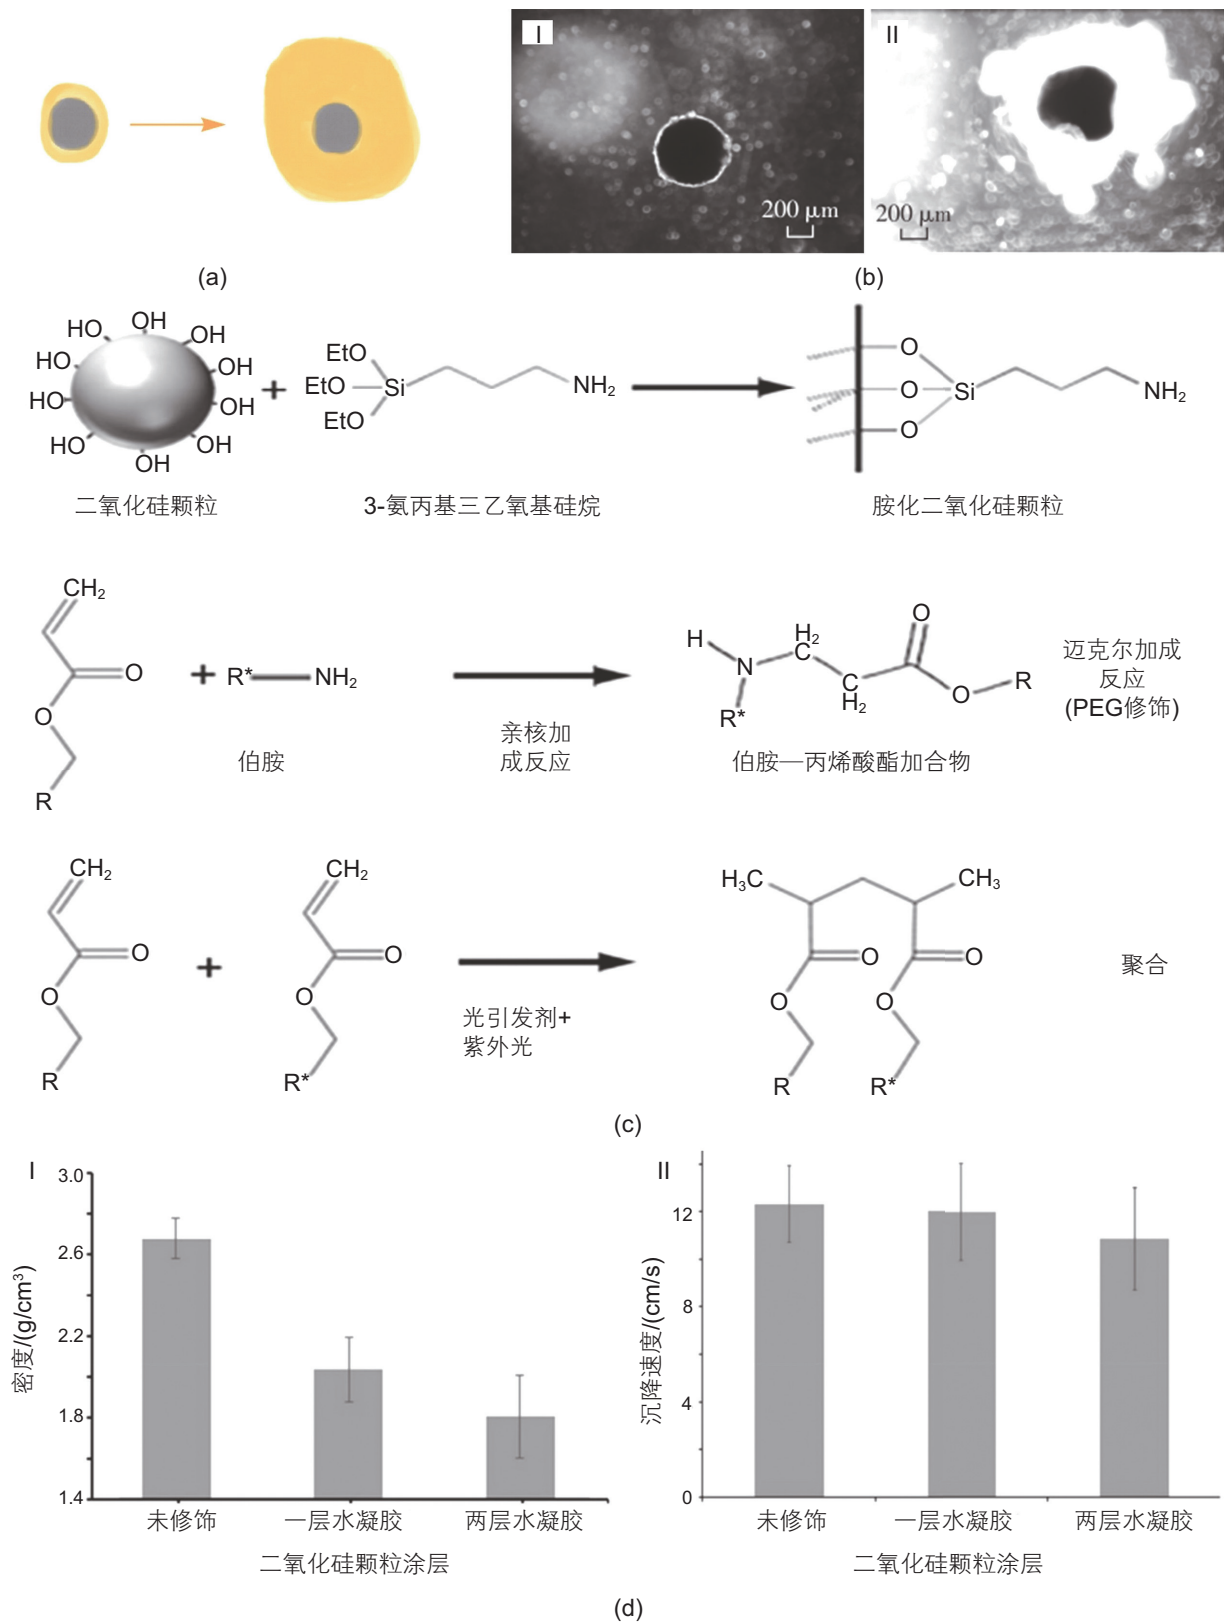 I
II
200 μm
200 μm
(a)
(b)
HO
OH
OH
HO
OH
HO
OH
HO
OH
HO
OH
+
EtO
EtO
EtO
Si
NH₂
O
O
O
Si
NH₂
二氧化硅颗粒
3-氨丙基三乙氧基硅烷
胺化二氧化硅颗粒
CH₂
O
O
R
+
R*
NH₂
伯胺
亲核加
成反应
H
N
R*
H₂
C
C
H₂
O
O
R
伯胺—丙烯酸酯加合物
迈克尔加成
反应
(PEG修饰)
CH₂
O
O
R
+
CH₂
O
O
R*
光引发剂+
紫外光
H₃C
CH₃
O
O
O
O
R
R*
聚合
(c)
I
密度/(g/cm³)
3.0
2.6
2.2
1.8
1.4
未修饰
一层水凝胶
两层水凝胶
二氧化硅颗粒涂层
II
沉降速度/(cm/s)
12
8
4
0
未修饰
一层水凝胶
两层水凝胶
二氧化硅颗粒涂层
(d)